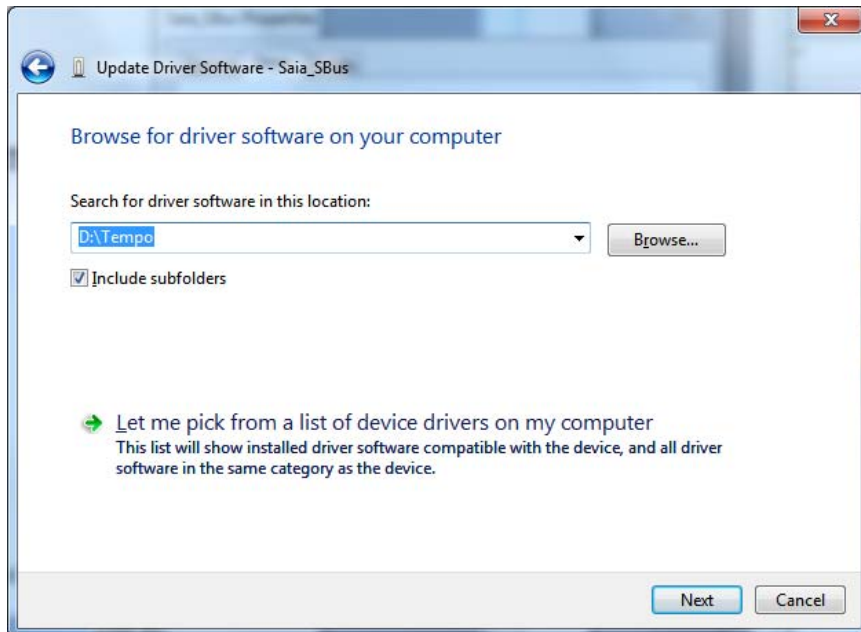 Update Driver Software - Saia_SBus
Browse for driver software on your computer
Search for driver software in this location:
D:\Tempo
Browse...
Include subfolders
Let me pick from a list of device drivers on my computer
This list will show installed driver software compatible with the device, and all driver
software in the same category as the device.
Next Cancel